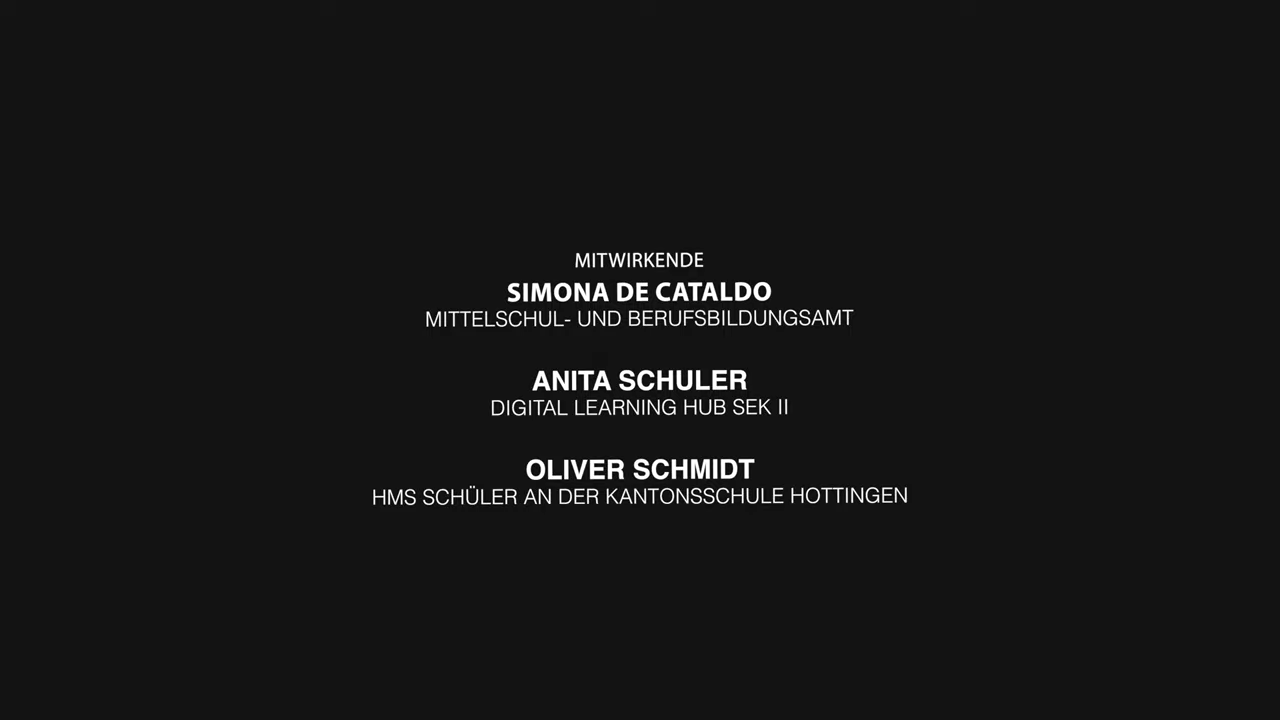 MITWIRKENDE
SIMONA DE CATALDO
MITTELSCHUL- UND BERUFSBILDUNGSAMT
ANITA SCHULER
DIGITAL LEARNING HUB SEK II
OLIVER SCHMIDT
HMS SCHÜLER AN DER KANTONSSCHULE HOTTINGEN